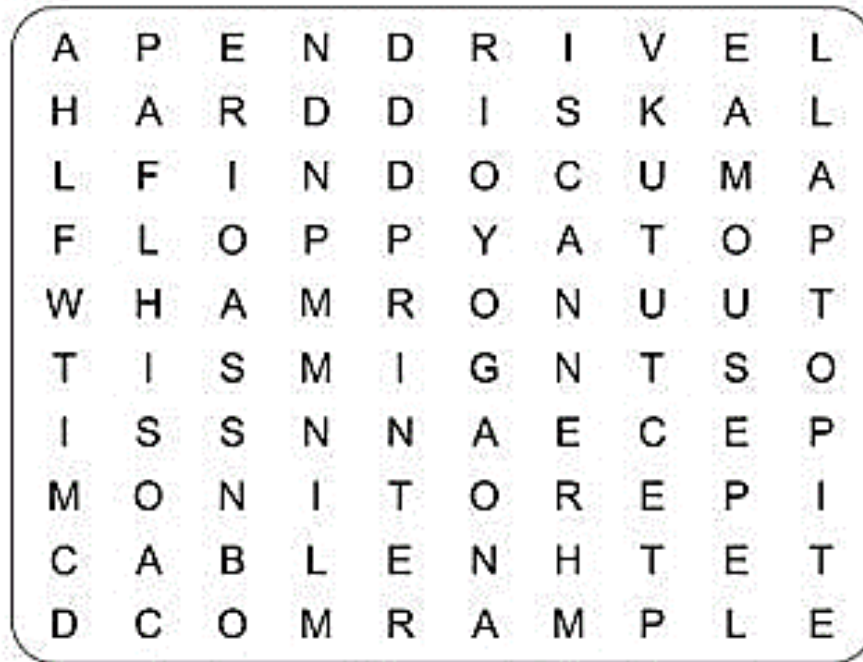 A P E N D R I V E L
H A R D D I S K A L
L F I N D O C U M A
F L O P P Y A T O P
W H A M R O N U U T
T I S M I G N T S O
I S S N N A E C E P
M O N I T O R E P I
C A B L E N H T E T
D C O M R A M P L E